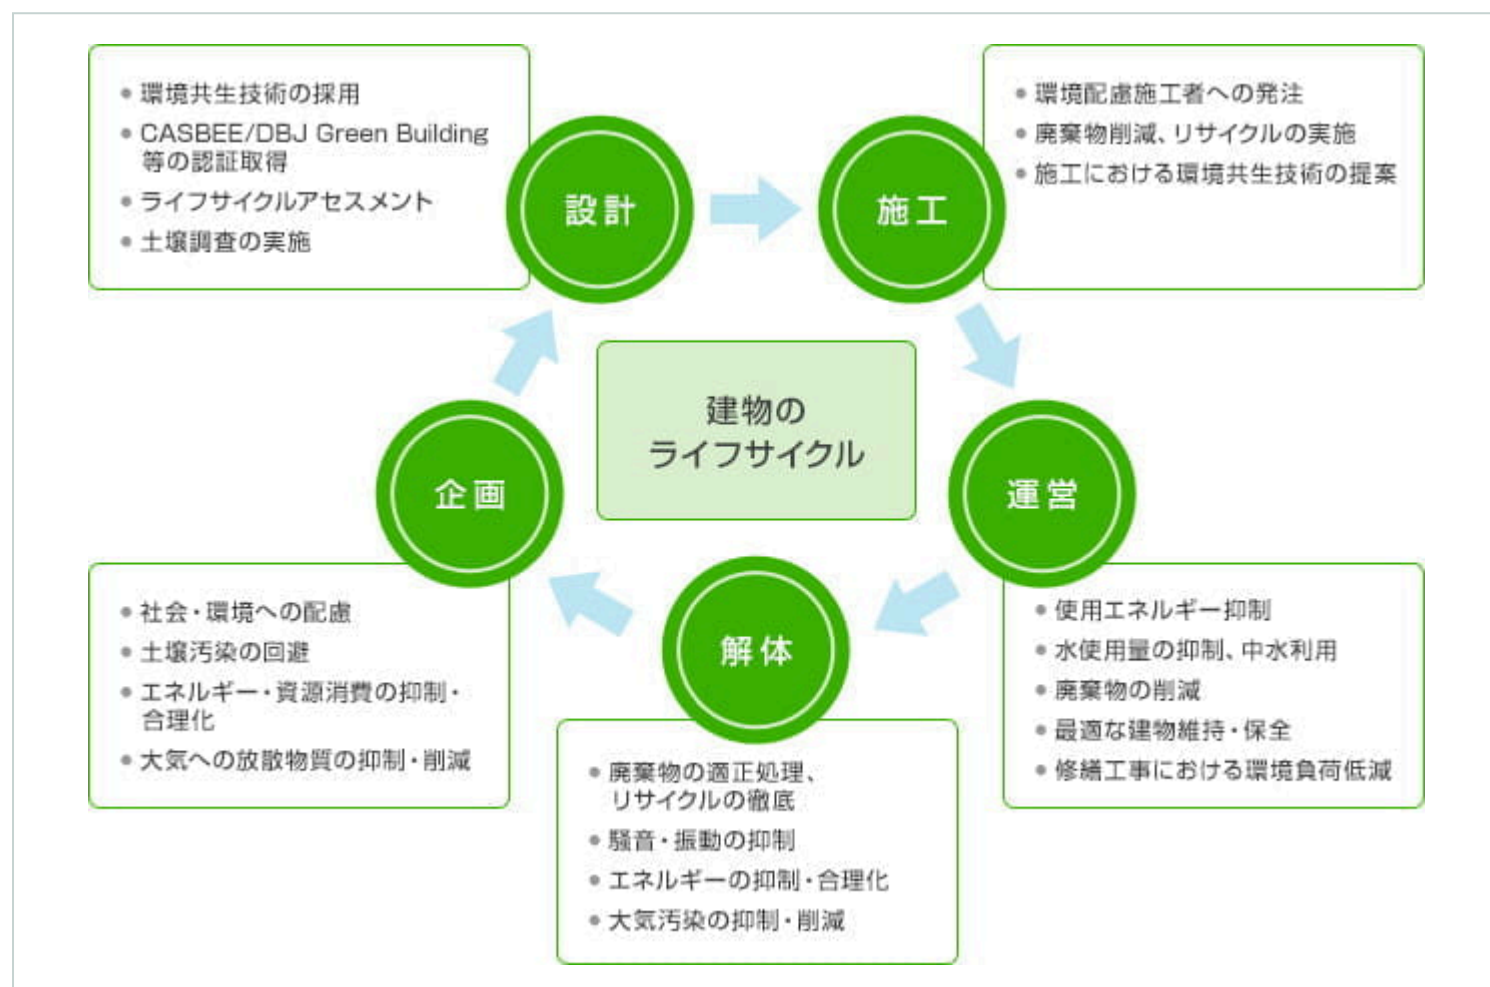 • 環境共生技術の採用
• CASBEE/DBJ Green Building
等の認証取得
• ライフサイクルアセスメント
• 土壌調査の実施
設計
施工
• 環境配慮施工者への発注
• 廃棄物削減、リサイクルの実施
• 施工における環境共生技術の提案
建物の
ライフサイクル
企画
• 社会・環境への配慮
• 土壌汚染の回避
• エネルギー・資源消費の抑制・
合理化
• 大気への放散物質の抑制・削減
解体
• 廃棄物の適正処理、
リサイクルの徹底
• 騒音・振動の抑制
• エネルギーの抑制・合理化
• 大気汚染の抑制・削減
運営
• 使用エネルギー抑制
• 水使用量の抑制、中水利用
• 廃棄物の削減
• 最適な建物維持・保全
• 修繕工事における環境負荷低減